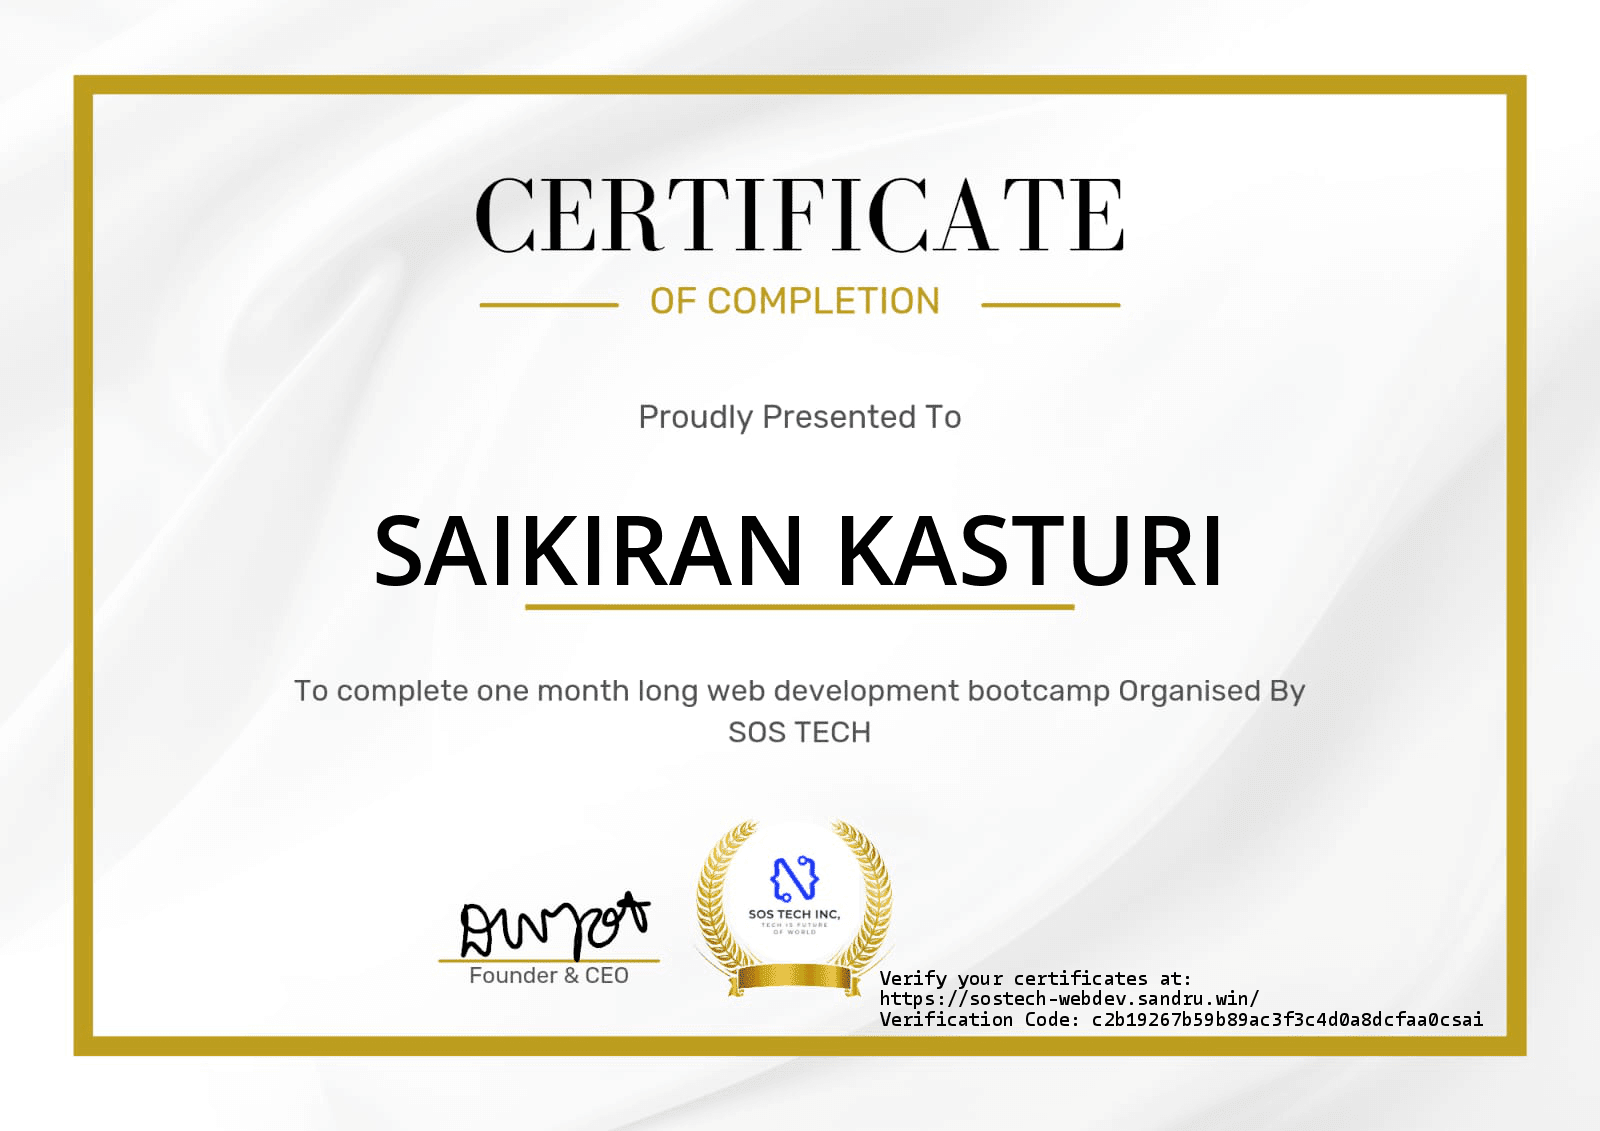 CERTIFICATE
OF COMPLETION
Proudly Presented To
SAIKIRAN KASTURI
To complete one month long web development bootcamp Organised By
SOS TECH
Founder & CEO
SOS TECH INC,
TECH IS FUTURE
OF WORLD
Verify your certificates at:
https://sostech-webdev.sandru.win/
Verification Code: c2b19267b59b89ac3f3c4d0a8dcfaa0csai